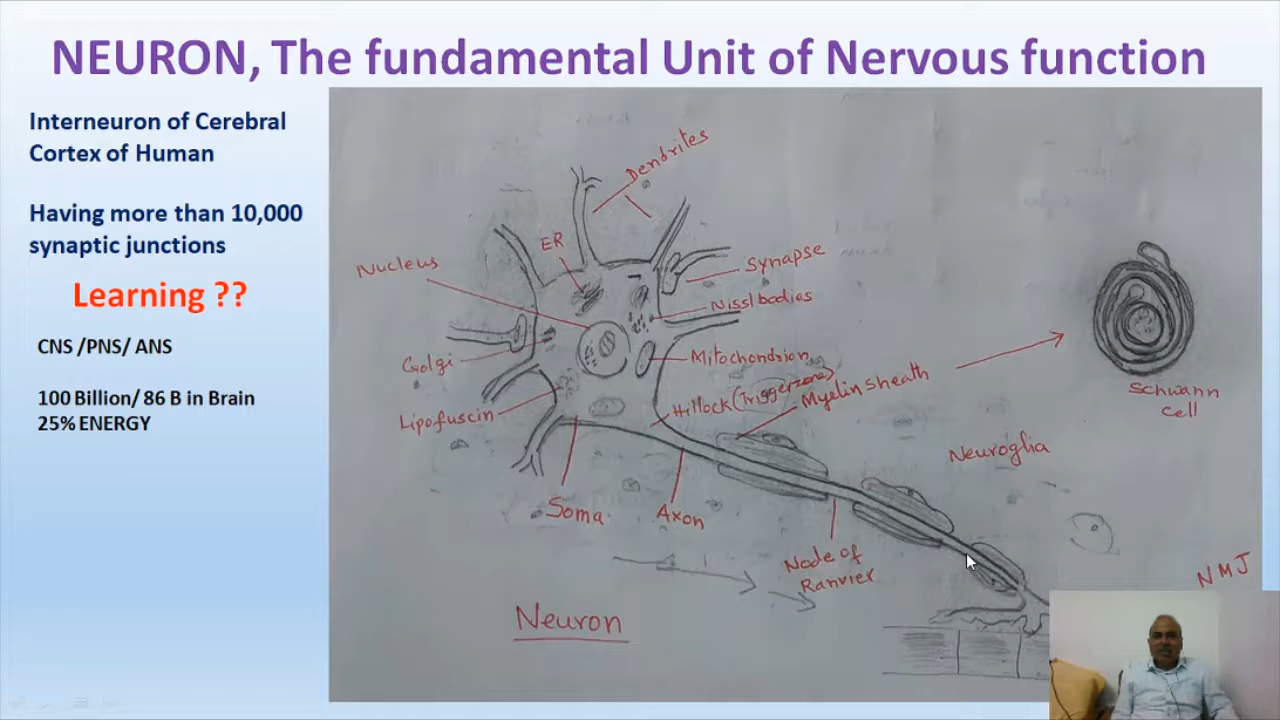 NEURON, The fundamental Unit of Nervous function
Interneuron of Cerebral
Cortex of Human
Having more than 10,000
synaptic junctions
Learning ??
CNS /PNS/ ANS
100 Billion/ 86 B in Brain
25% ENERGY
Dendrites
ER
Nucleus
Synapse
Nissl bodies
Golgi
Mitochondrion
Hillock (Triggerzone)
Myelin sheath
Lipofuscin
Schwann
cell
Neuroglia
Soma
Axon
Node of
Ranvier
NMJ
Neuron